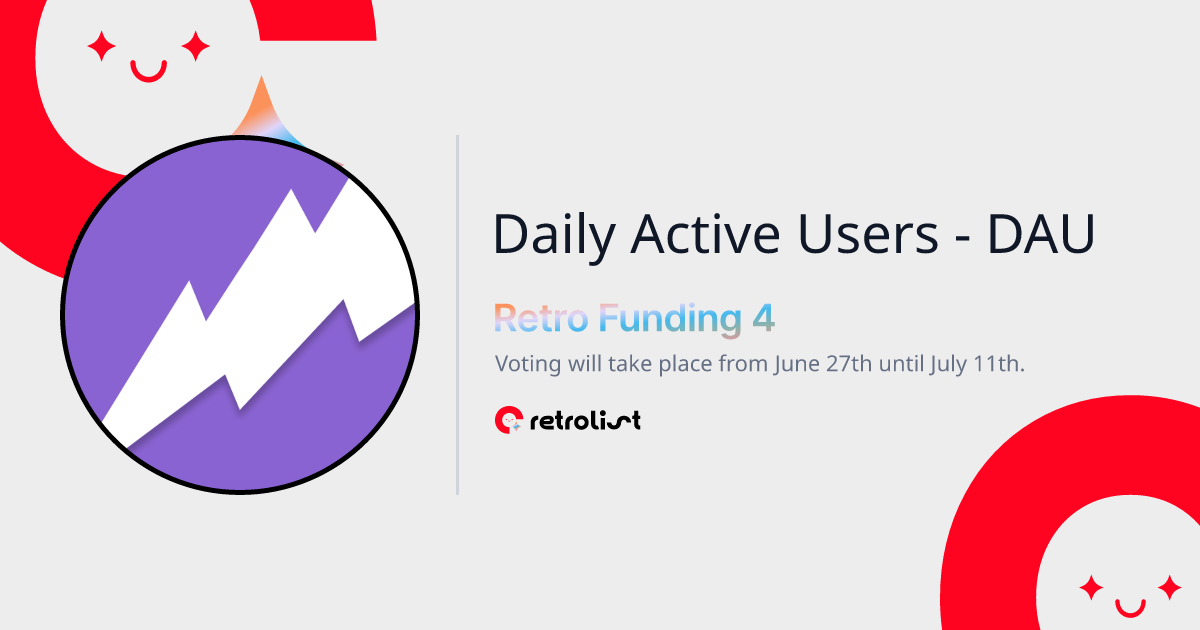 Daily Active Users - DAU
Retro Funding 4
Voting will take place from June 27th until July 11th.
retrolist